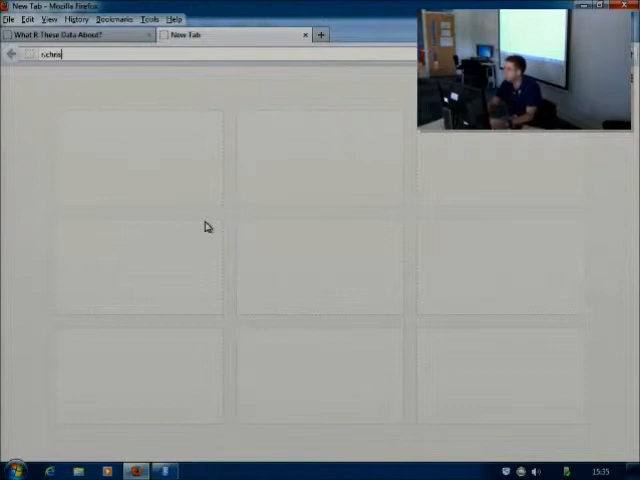 New Tab - Mozilla Firefox
File Edit View History Bookmarks Tools Help
What R These Data About?
New Tab
r.chris
15:35